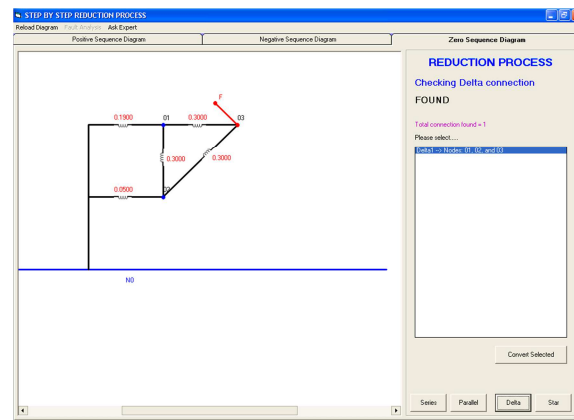 STEP BY STEP REDUCTION PROCESS
Reload Diagram Fault Analysis Ask Expert
Positive Sequence Diagram Negative Sequence Diagram Zero Sequence Diagram
REDUCTION PROCESS
Checking Delta connection
FOUND
Total connection found = 1
Please select.....
Delta1 --> Nodes: 01, 02, and 03
F
0.1900 01 0.3000 03
0.3000 0.3000
0.0500 02
N0
Convert Selected
Series Parallel Delta Star